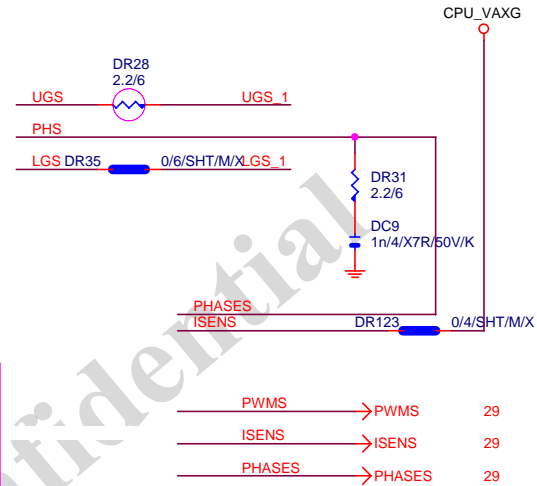 CPU_VAXG
DR28
2.2/6
UGS
UGS_1
PHS
LGS DR35 0/6/SHT/M/X LGS_1
DR31
2.2/6
DC9
1n/4/X7R/50V/K
PHASES
ISENS
DR123 0/4/SHT/M/X
PWMS PWMS 29
ISENS ISENS 29
PHASES PHASES 29
nfidential